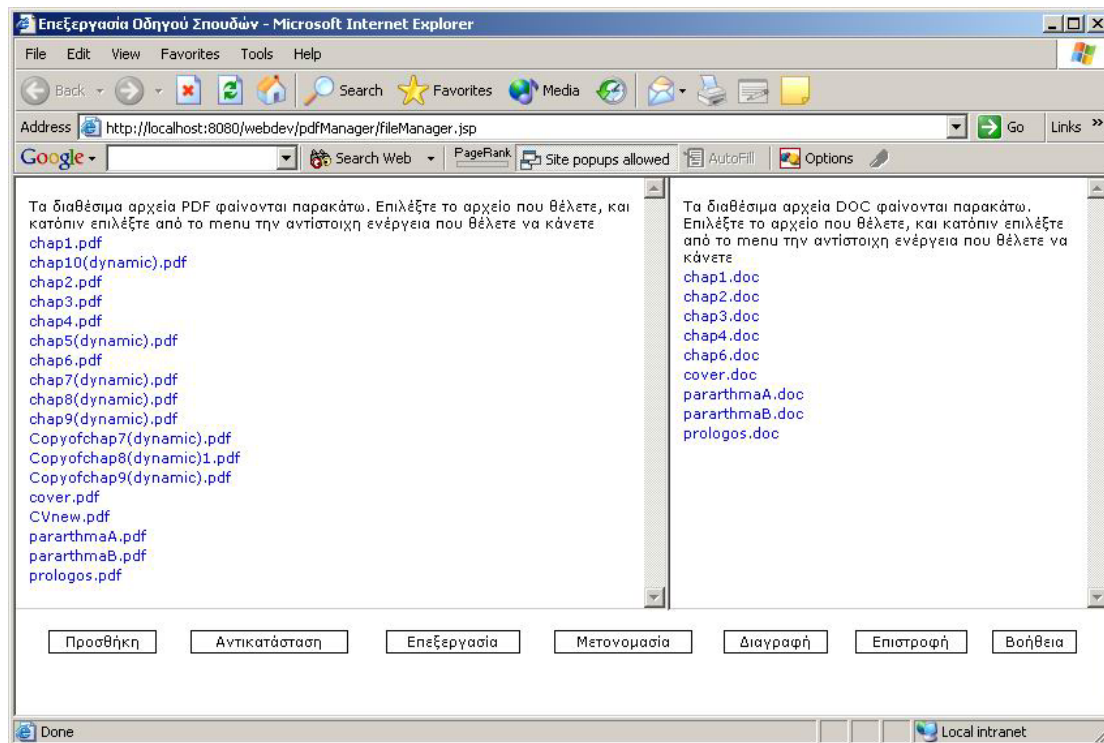 Επεξεργασία Οδηγού Σπουδών - Microsoft Internet Explorer
File Edit View Favorites Tools Help
Back Search Favorites Media
Address http://localhost:8080/webdev/pdfManager/fileManager.jsp Go Links »
Google Search Web PageRank Site popups allowed AutoFill Options
Τα διαθέσιμα αρχεία PDF φαίνονται παρακάτω. Επιλέξτε το αρχείο που θέλετε, και
κατόπιν επιλέξτε από το menu την αντίστοιχη ενέργεια που θέλετε να κάνετε
chap1.pdf
chap10(dynamic).pdf
chap2.pdf
chap3.pdf
chap4.pdf
chap5(dynamic).pdf
chap6.pdf
chap7(dynamic).pdf
chap8(dynamic).pdf
chap9(dynamic).pdf
Copyofchap7(dynamic).pdf
Copyofchap8(dynamic)1.pdf
Copyofchap9(dynamic).pdf
cover.pdf
CVnew.pdf
pararthmaA.pdf
pararthmaB.pdf
prologos.pdf
Τα διαθέσιμα αρχεία DOC φαίνονται παρακάτω.
Επιλέξτε το αρχείο που θέλετε, και κατόπιν επιλέξτε
από το menu την αντίστοιχη ενέργεια που θέλετε να
κάνετε
chap1.doc
chap2.doc
chap3.doc
chap4.doc
chap6.doc
cover.doc
pararthmaA.doc
pararthmaB.doc
prologos.doc
Προσθήκη Αντικατάσταση Επεξεργασία Μετονομασία Διαγραφή Επιστροφή Βοήθεια
Done Local intranet